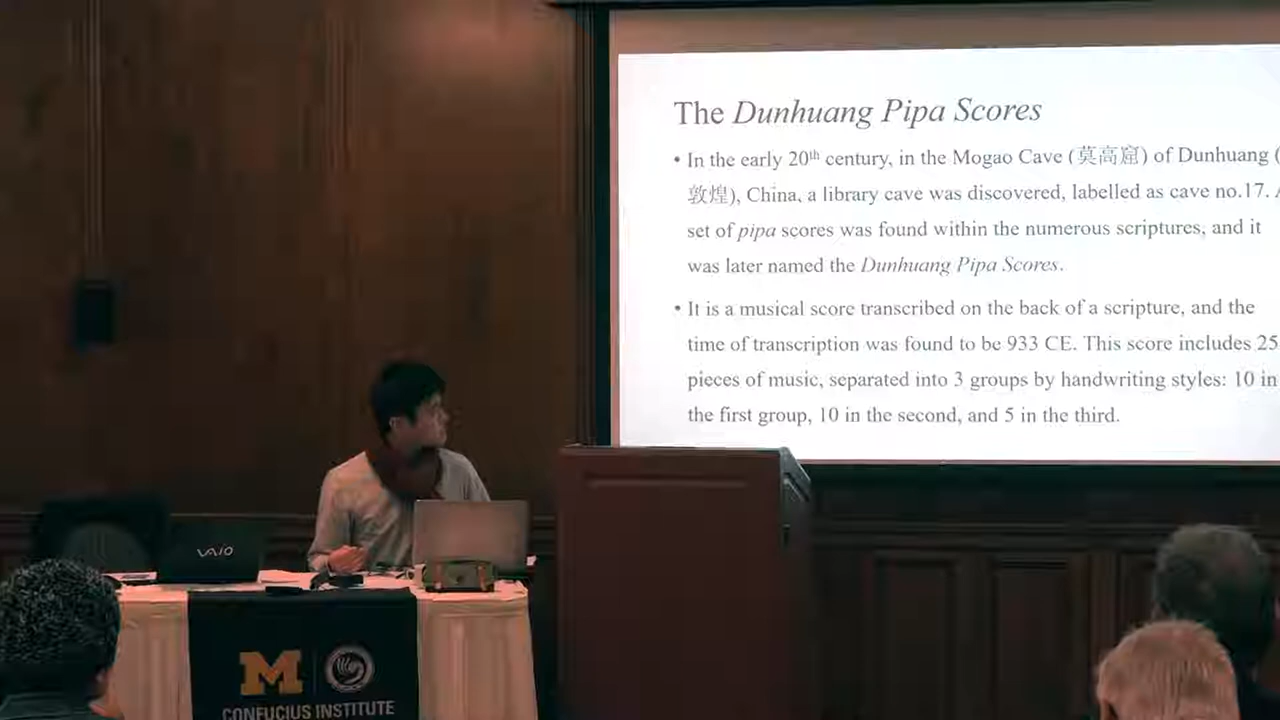 The Dunhuang Pipa Scores
• In the early 20th century, in the Mogao Cave (莫高窟) of Dunhuang (
敦煌), China, a library cave was discovered, labelled as cave no.17. A
set of pipa scores was found within the numerous scriptures, and it
was later named the Dunhuang Pipa Scores.
• It is a musical score transcribed on the back of a scripture, and the
time of transcription was found to be 933 CE. This score includes 25
pieces of music, separated into 3 groups by handwriting styles: 10 in
the first group, 10 in the second, and 5 in the third.
VAIO
M
CONFUCIUS INSTITUTE